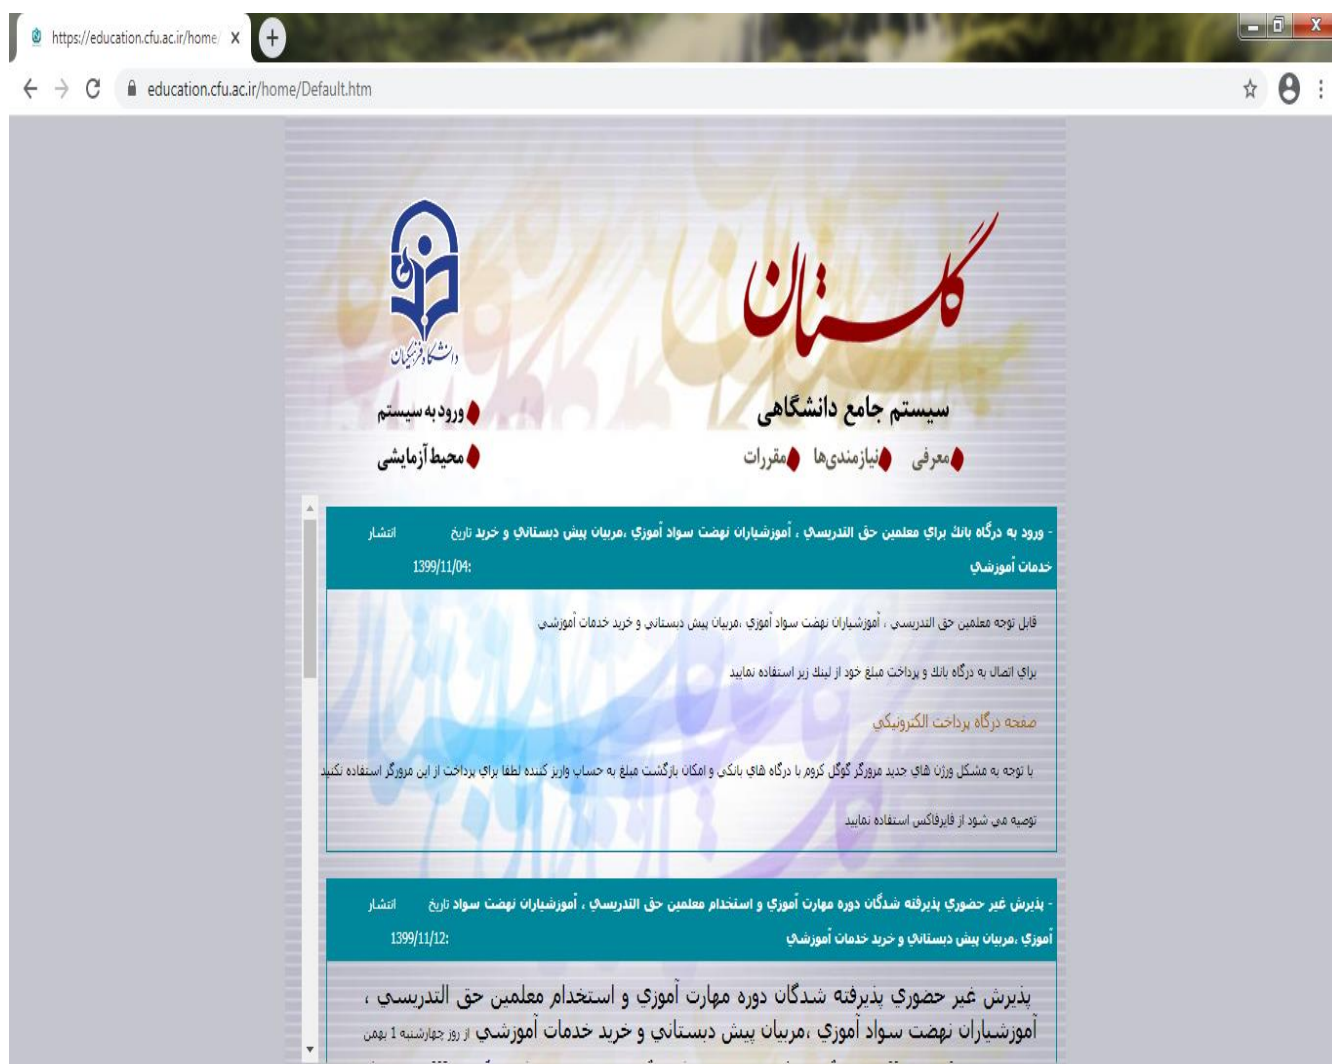 https://education.cfu.ac.ir/home/
education.cfu.ac.ir/home/Default.htm
گلستان
دانشگاه فرهنگیان
سیستم جامع دانشگاهی
ورود به سیستم
معرفی نیازمندی‌ها مقررات
محیط آزمایشی
- ورود به درگاه بانك براي معلمين حق التدريسي ، آموزشياران نهضت سواد آموزي ،مربيان پيش دبستاني و خريد تاریخ انتشار
خدمات آموزشي :1399/11/04
قابل توجه معلمين حق التدريسي ، آموزشياران نهضت سواد آموزي ،مربيان پيش دبستاني و خريد خدمات آموزشي
براي اتصال به درگاه بانك و پرداخت مبلغ خود از لينك زير استفاده نماييد
صفحه درگاه پرداخت الكترونيكي
با توجه به مشكل ورژن هاي جديد مرورگر گوگل كروم با درگاه هاي بانكي و امكان بازگشت مبلغ به حساب واريز كننده لطفا براي پرداخت از اين مرورگر استفاده نكنيد
توصيه مي شود از فايرفاكس استفاده نماييد
- پذيرش غير حضوري پذيرفته شدگان دوره مهارت آموزي و استخدام معلمين حق التدريسي ، آموزشياران نهضت سواد تاریخ انتشار
آموزي ،مربيان پيش دبستاني و خريد خدمات آموزشي :1399/11/12
پذيرش غير حضوري پذيرفته شدگان دوره مهارت آموزي و استخدام معلمين حق التدريسي ،
آموزشياران نهضت سواد آموزي ،مربيان پيش دبستاني و خريد خدمات آموزشي از روز چهارشنبه 1 بهمن